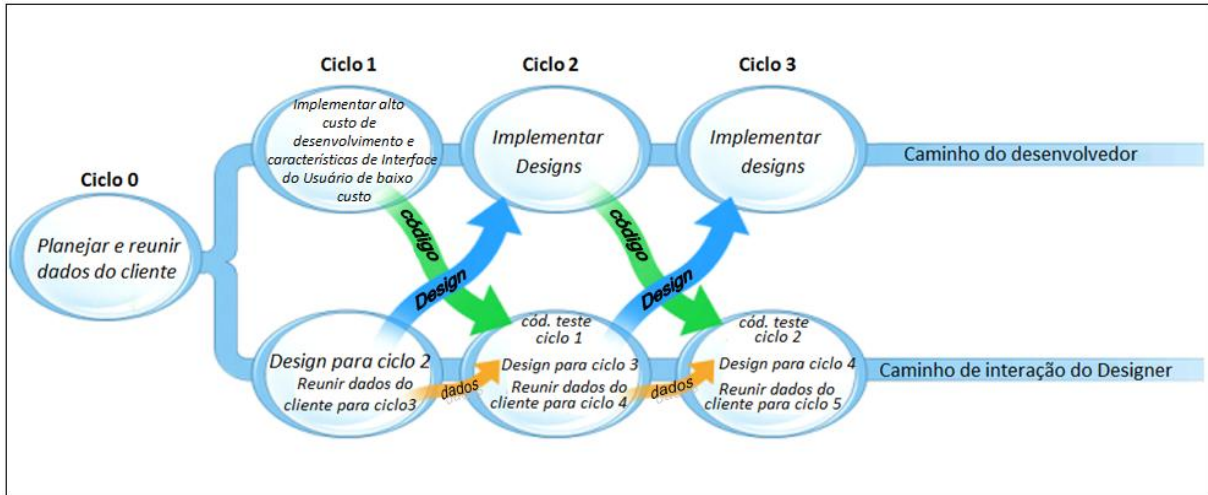 Ciclo 1
Ciclo 2
Ciclo 3
Implementar alto
custo de
desenvolvimento e
características de Interface
do Usuário de baixo
custo
Implementar
Designs
Implementar
designs
Caminho do desenvolvedor
Ciclo 0
Planejar e reunir
dados do cliente
código
Design
código
Design
Design para ciclo 2
Reunir dados do
cliente para ciclo3
dados
cód. teste
ciclo 1
Design para ciclo 3
Reunir dados do
cliente para ciclo 4
dados
cód. teste
ciclo 2
Design para ciclo 4
Reunir dados do
cliente para ciclo 5
Caminho de interação do Designer